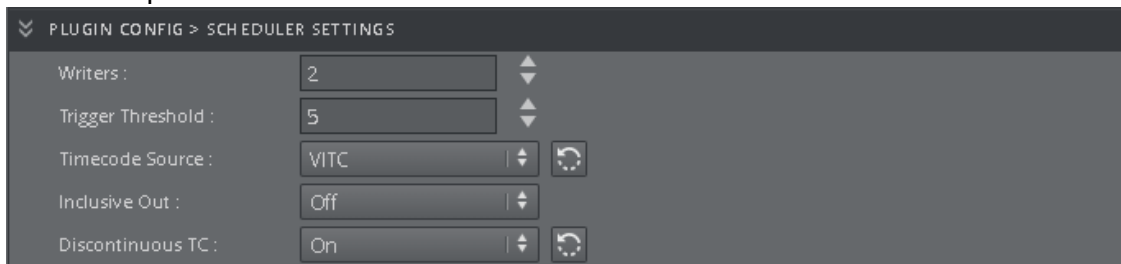 PLUGIN CONFIG > SCHEDULER SETTINGS
Writers : 2
Trigger Threshold : 5
Timecode Source : VITC
Inclusive Out : Off
Discontinuous TC : On